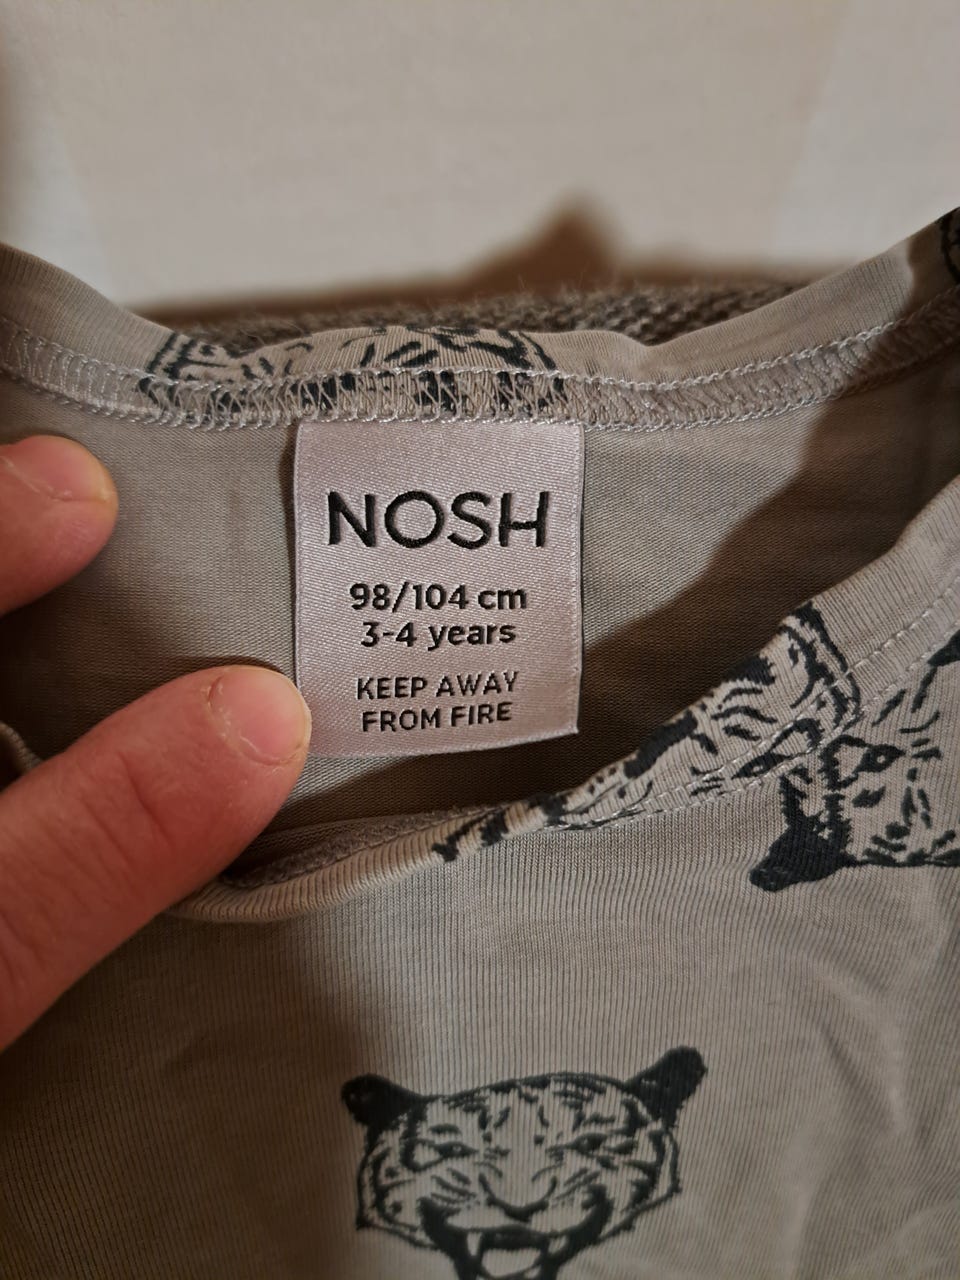 NOSH
98/104 cm
3-4 years
KEEP AWAY
FROM FIRE